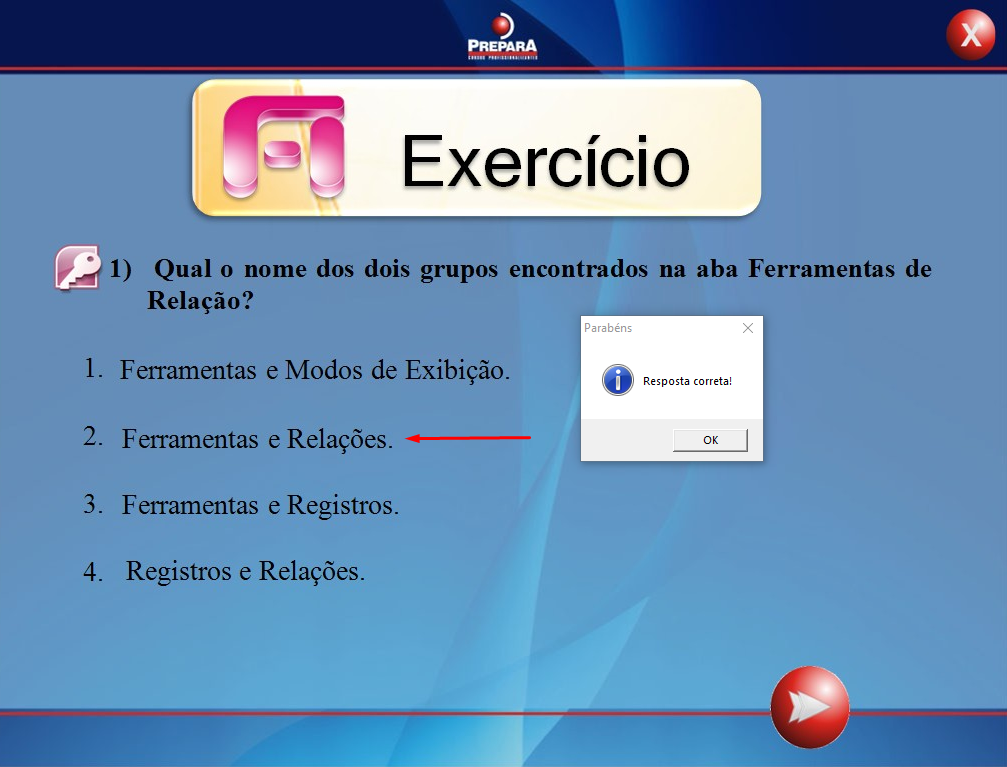 PREPARA
CURSOS PROFISSIONALIZANTES
X
Exercício
1) Qual o nome dos dois grupos encontrados na aba Ferramentas de
Relação?
Parabéns
Resposta correta!
OK
1. Ferramentas e Modos de Exibição.
2. Ferramentas e Relações.
3. Ferramentas e Registros.
4. Registros e Relações.